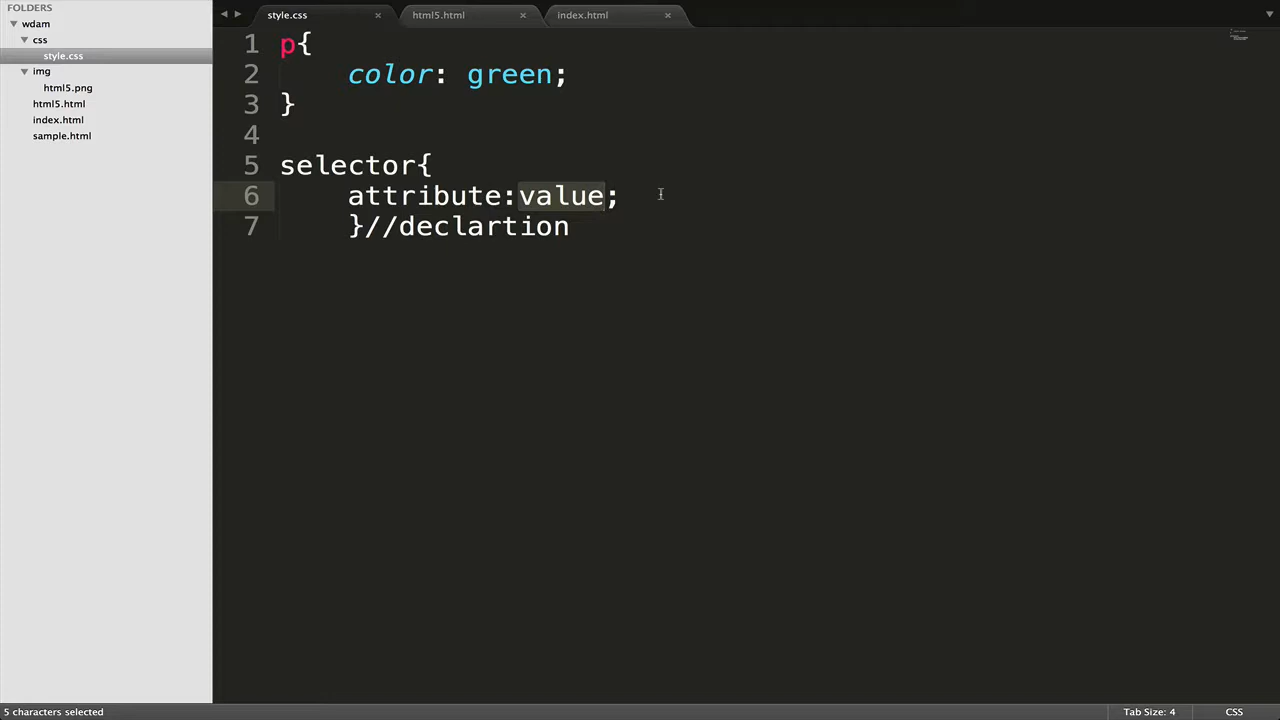 FOLDERS
wdam
css
style.css
img
html5.png
html5.html
index.html
sample.html
style.css × html5.html × index.html ×
1 p{
2 color: green;
3 }
4
5 selector{
6 attribute:value;
7 }//declartion
5 characters selected Tab Size: 4 CSS